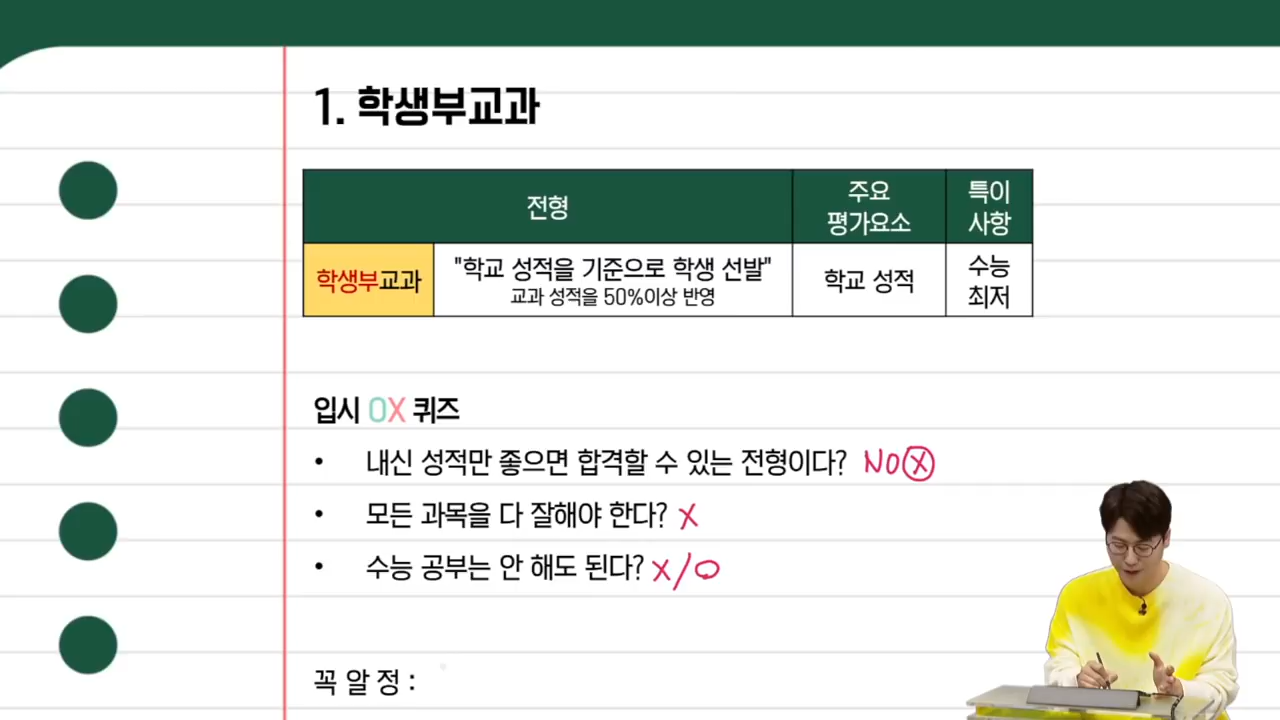 1. 학생부교과
전형
주요
평가요소
특이
사항
학생부교과
"학교 성적을 기준으로 학생 선발"
교과 성적을 50%이상 반영
학교 성적
수능
최저
입시 OX 퀴즈
• 내신 성적만 좋으면 합격할 수 있는 전형이다? NO X
• 모든 과목을 다 잘해야 한다? X
• 수능 공부는 안 해도 된다? X/O
꼭 알 정 :